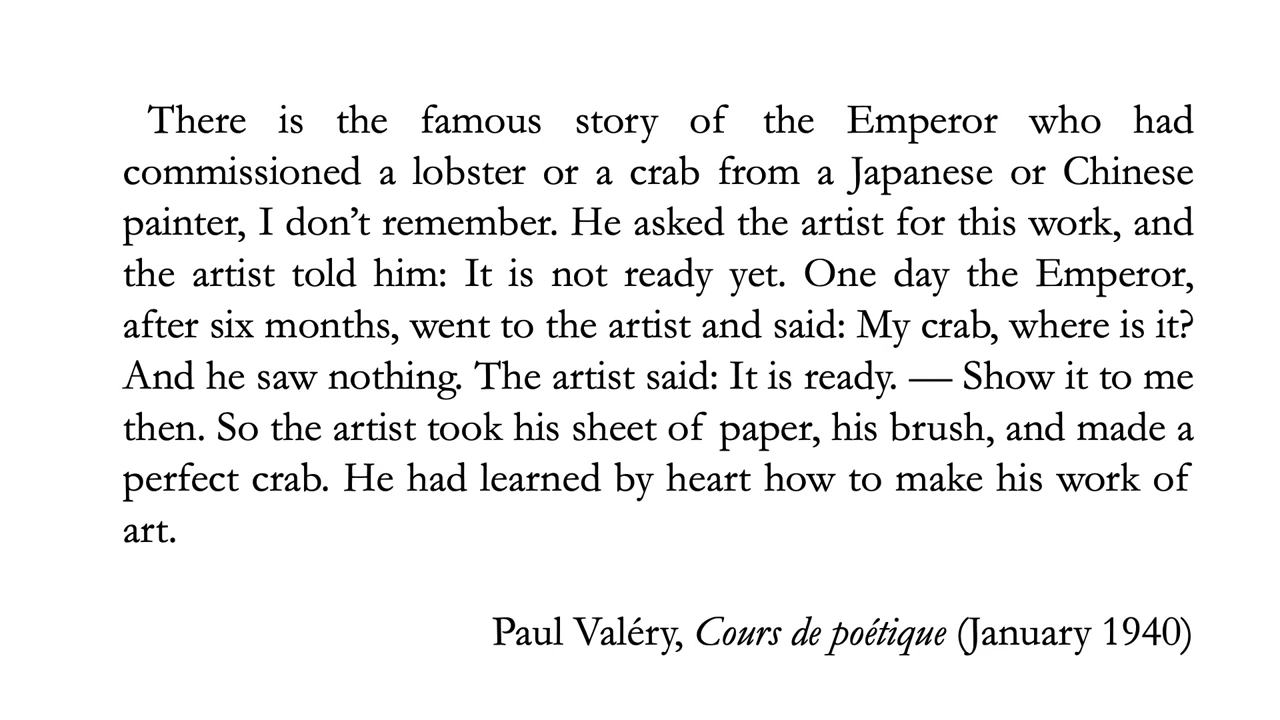 There is the famous story of the Emperor who had
commissioned a lobster or a crab from a Japanese or Chinese
painter, I don’t remember. He asked the artist for this work, and
the artist told him: It is not ready yet. One day the Emperor,
after six months, went to the artist and said: My crab, where is it?
And he saw nothing. The artist said: It is ready. — Show it to me
then. So the artist took his sheet of paper, his brush, and made a
perfect crab. He had learned by heart how to make his work of
art.
Paul Valéry, Cours de poétique (January 1940)